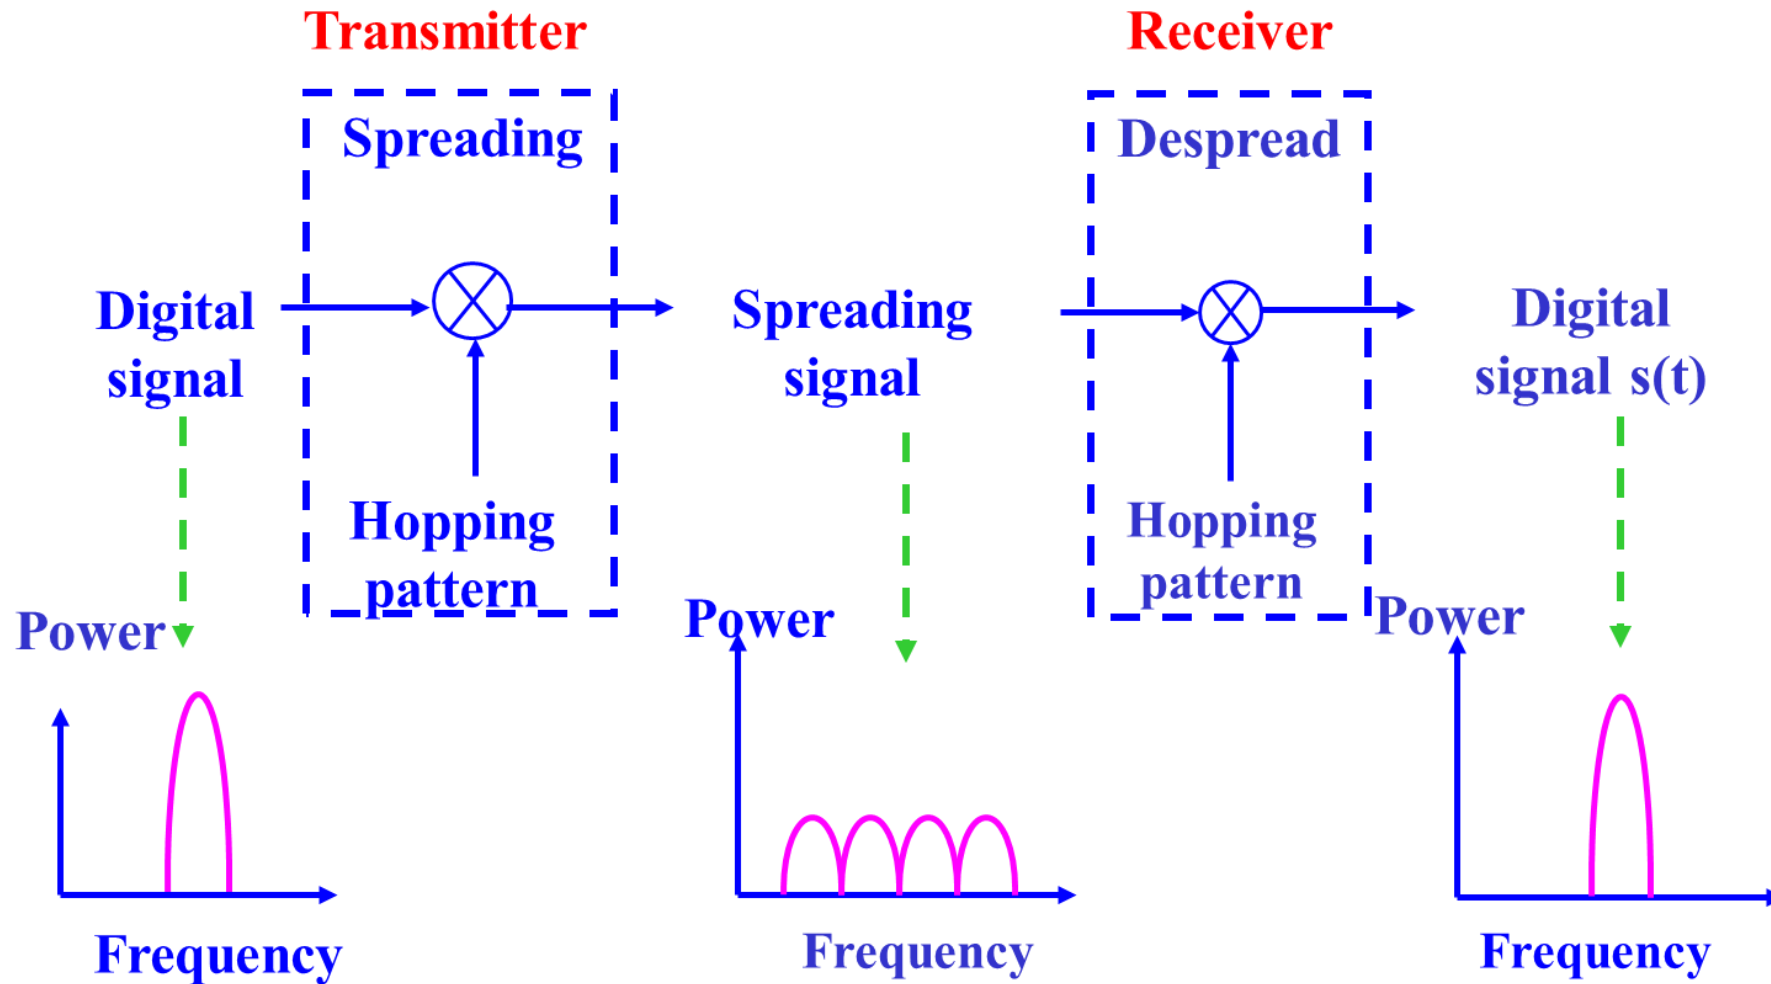 Transmitter
Receiver
Spreading
Despread
Digital
signal
Spreading
signal
Digital
signal s(t)
Hopping
pattern
Hopping
pattern
Power
Power
Power
Frequency
Frequency
Frequency